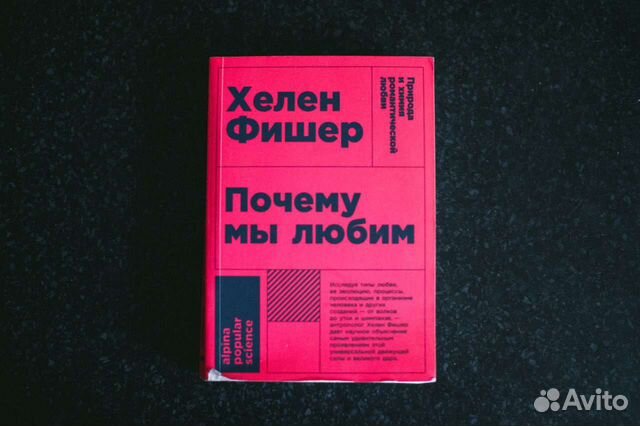 Хелен
Фишер
Природа
и химия
романтической
любви
Почему
мы любим
Исследуя типы любви,
ее эволюцию, процессы,
происходящие в организме
человека и других
созданий — от волков
до утки и шимпанзе, —
антрополог Хелен Фишер
дает научное объяснение
самым удивительным
проявлениям этой
универсальной движущей
силы и великого дара.
alpina
popular
science
Avito